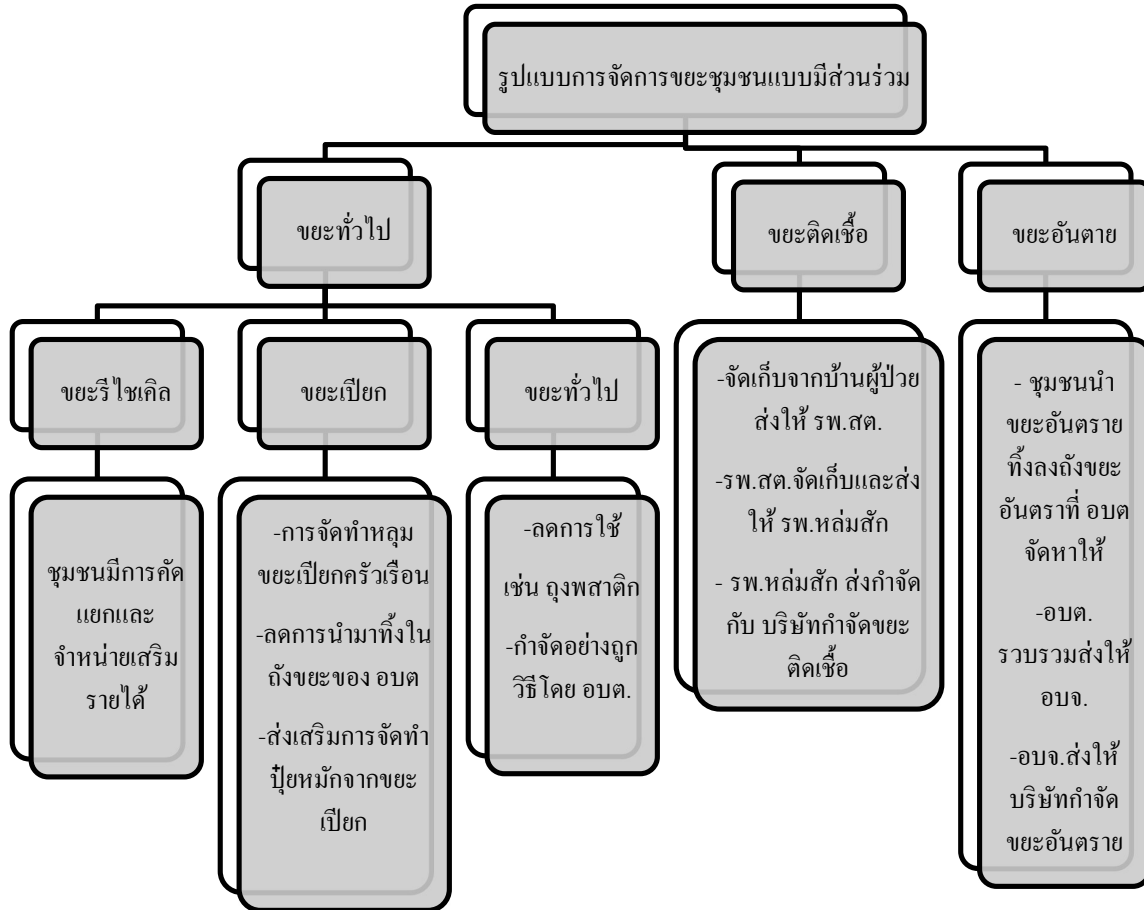 รูปแบบการจัดการขยะชุมชนแบบมีส่วนร่วม
ขยะทั่วไป
ขยะติดเชื้อ
ขยะอันตาย
ขยะรีไซเคิล
ขยะเปียก
ขยะทั่วไป
ชุมชนมีการคัด
แยกและ
จำหน่ายเสริม
รายได้
-การจัดทำหลุม
ขยะเปียกครัวเรือน
-ลดการนำมาทิ้งใน
ถังขยะของ อบต
-ส่งเสริมการจัดทำ
ปุ๋ยหมักจากขยะ
เปียก
-ลดการใช้
เช่น ถุงพสาติก
-กำจัดอย่างถูก
วิธีโดย อบต.
-จัดเก็บจากบ้านผู้ป่วย
ส่งให้ รพ.สต.
-รพ.สต.จัดเก็บและส่ง
ให้ รพ.หล่มสัก
- รพ.หล่มสัก ส่งกำจัด
กับ บริษัทกำจัดขยะ
ติดเชื้อ
- ชุมชนนำ
ขยะอันตราย
ทิ้งลงถังขยะ
อันตราที่ อบต
จัดหาให้
-อบต.
รวบรวมส่งให้
อบจ.
-อบจ.ส่งให้
บริษัทกำจัด
ขยะอันตราย